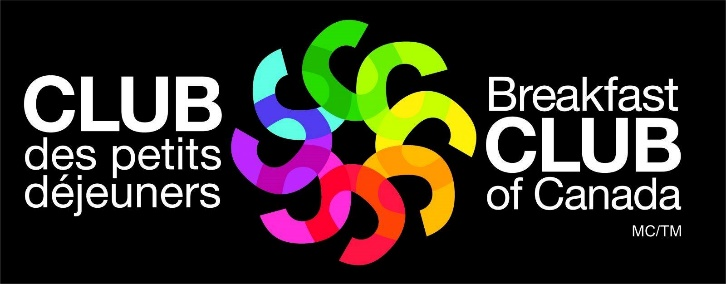 CLUB
des petits
déjeuners
Breakfast
CLUB
of Canada
MC/TM